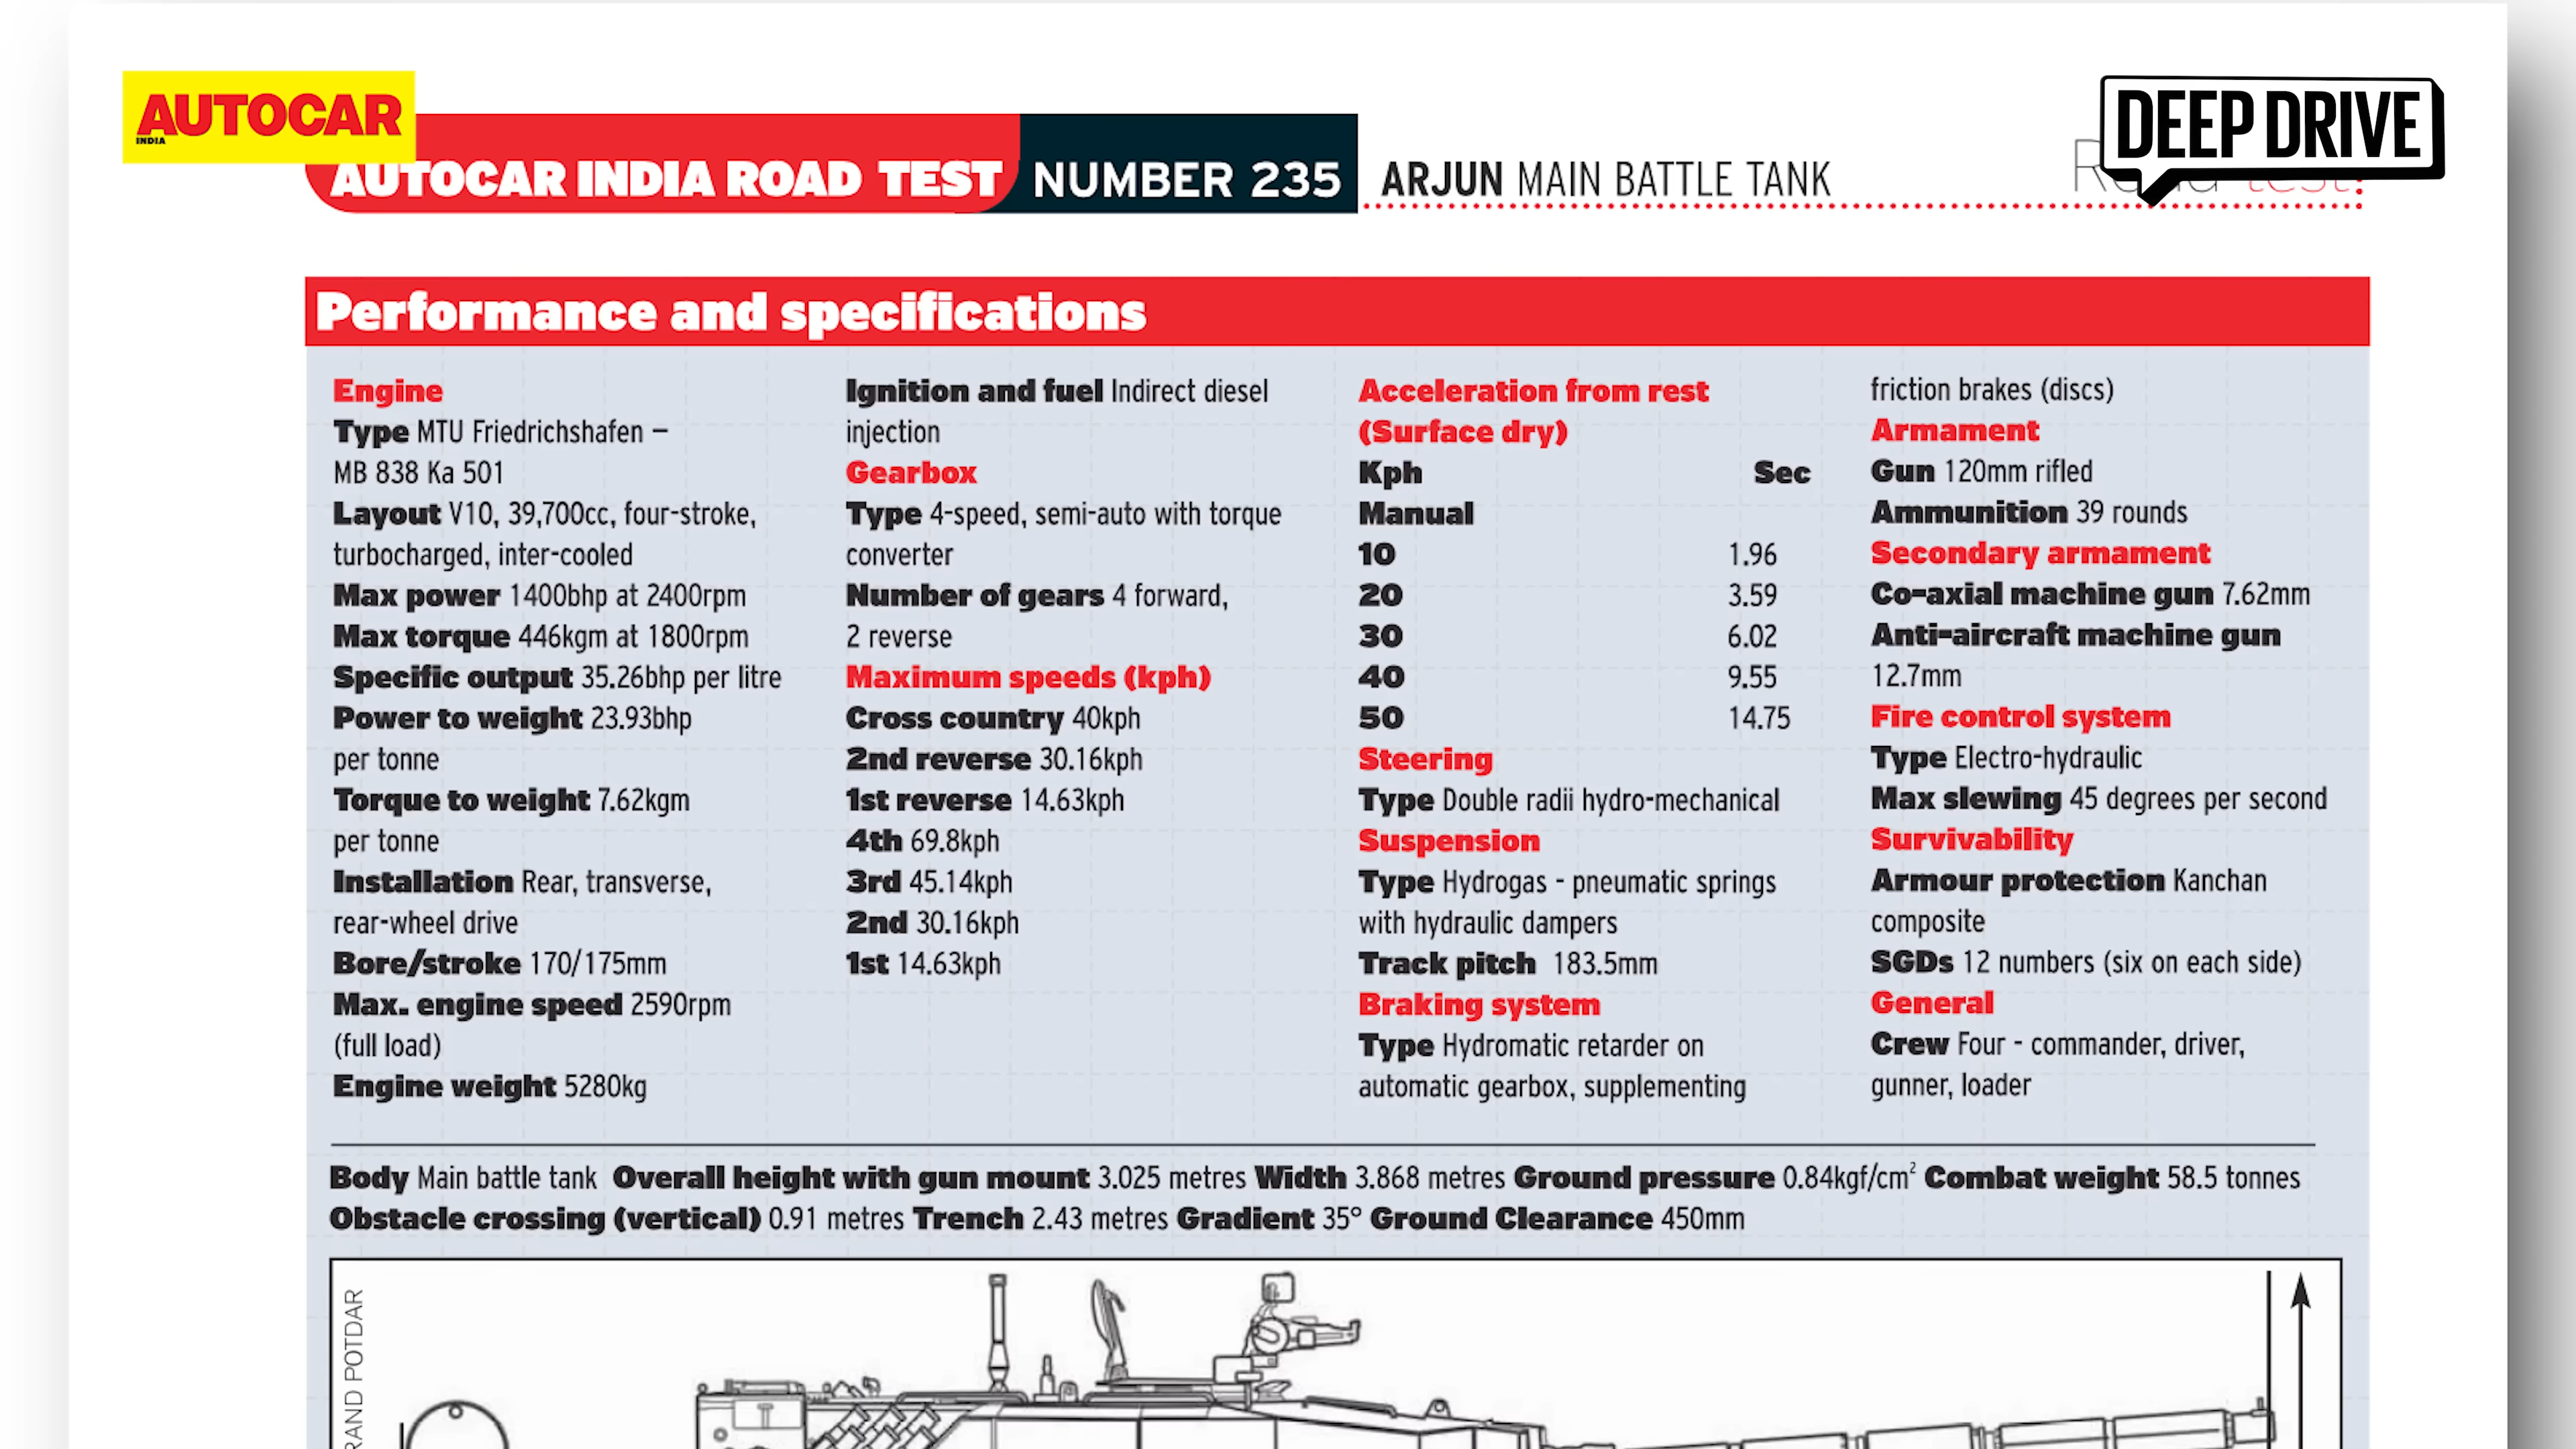 AUTOCAR
INDIA
DEEP DRIVE
AUTOCAR INDIA ROAD TEST NUMBER 235 ARJUN MAIN BATTLE TANK
Performance and specifications
Engine
Type MTU Friedrichshafen –
MB 838 Ka 501
Layout V10, 39,700cc, four-stroke,
turbocharged, inter-cooled
Max power 1400bhp at 2400rpm
Max torque 446kgm at 1800rpm
Specific output 35.26bhp per litre
Power to weight 23.93bhp
per tonne
Torque to weight 7.62kgm
per tonne
Installation Rear, transverse,
rear-wheel drive
Bore/stroke 170/175mm
Max. engine speed 2590rpm
(full load)
Engine weight 5280kg
Ignition and fuel Indirect diesel
injection
Gearbox
Type 4-speed, semi-auto with torque
converter
Number of gears 4 forward,
2 reverse
Maximum speeds (kph)
Cross country 40kph
2nd reverse 30.16kph
1st reverse 14.63kph
4th 69.8kph
3rd 45.14kph
2nd 30.16kph
1st 14.63kph
Acceleration from rest
(Surface dry)
Kph Sec
Manual
10 1.96
20 3.59
30 6.02
40 9.55
50 14.75
Steering
Type Double radii hydro-mechanical
Suspension
Type Hydrogas - pneumatic springs
with hydraulic dampers
Track pitch 183.5mm
Braking system
Type Hydromatic retarder on
automatic gearbox, supplementing
friction brakes (discs)
Armament
Gun 120mm rifled
Ammunition 39 rounds
Secondary armament
Co-axial machine gun 7.62mm
Anti-aircraft machine gun
12.7mm
Fire control system
Type Electro-hydraulic
Max slewing 45 degrees per second
Survivability
Armour protection Kanchan
composite
SGDs 12 numbers (six on each side)
General
Crew Four - commander, driver,
gunner, loader
Body Main battle tank Overall height with gun mount 3.025 metres Width 3.868 metres Ground pressure 0.84kgf/cm² Combat weight 58.5 tonnes
Obstacle crossing (vertical) 0.91 metres Trench 2.43 metres Gradient 35° Ground Clearance 450mm
POTDAR